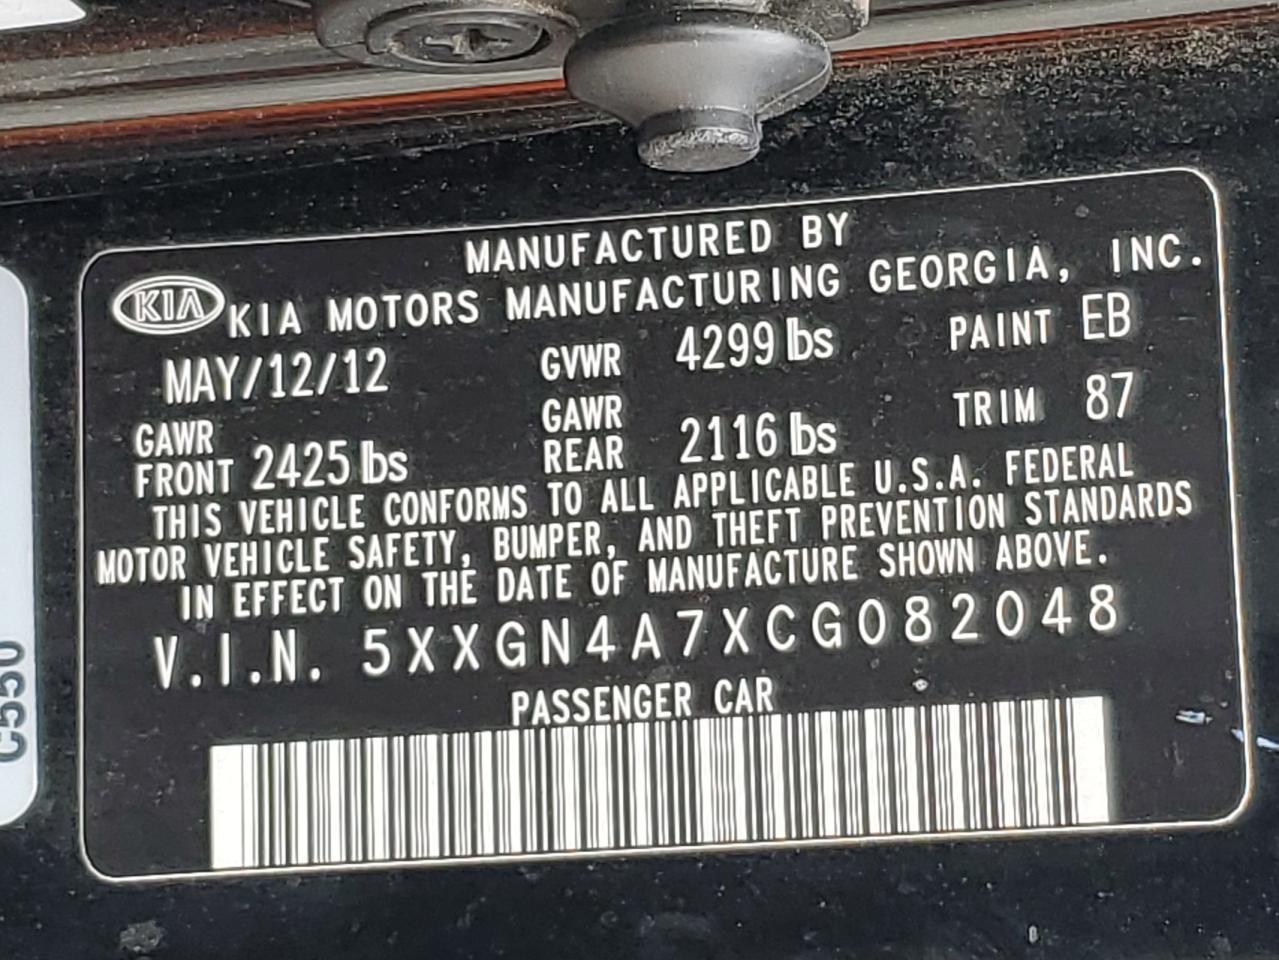 MANUFACTURED BY
KIA KIA MOTORS MANUFACTURING GEORGIA, INC.
MAY/12/12 GVWR 4299 lbs PAINT EB
GAWR FRONT 2425 lbs GAWR REAR 2116 lbs TRIM 87
THIS VEHICLE CONFORMS TO ALL APPLICABLE U.S.A. FEDERAL
MOTOR VEHICLE SAFETY, BUMPER, AND THEFT PREVENTION STANDARDS
IN EFFECT ON THE DATE OF MANUFACTURE SHOWN ABOVE.
V.I.N. 5XXGN4A7XCG082048
PASSENGER CAR
C550